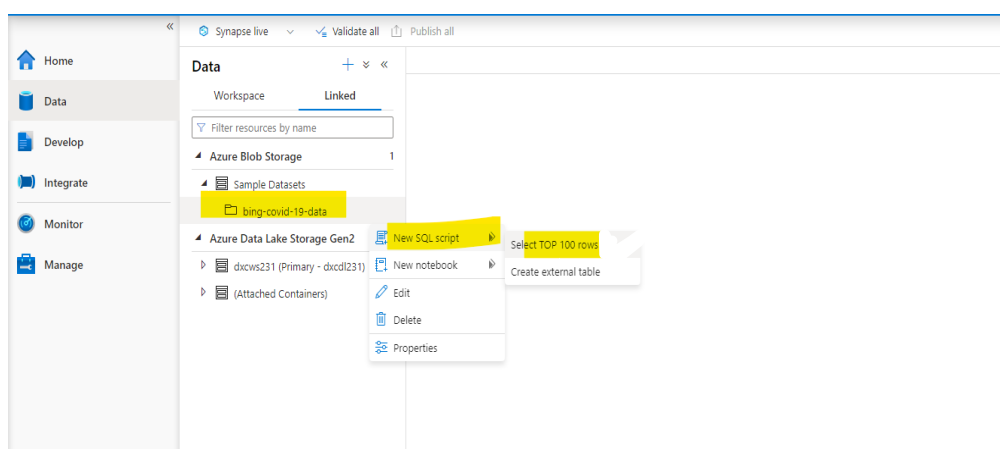 «
Synapse live
Validate all
Publish all
Home
Data
Develop
Integrate
Monitor
Manage
Data
+
«
Workspace
Linked
Filter resources by name
Azure Blob Storage 1
Sample Datasets
bing-covid-19-data
Azure Data Lake Storage Gen2
dxcws231 (Primary - dxcdl231)
(Attached Containers)
New SQL script
New notebook
Edit
Delete
Properties
Select TOP 100 rows
Create external table